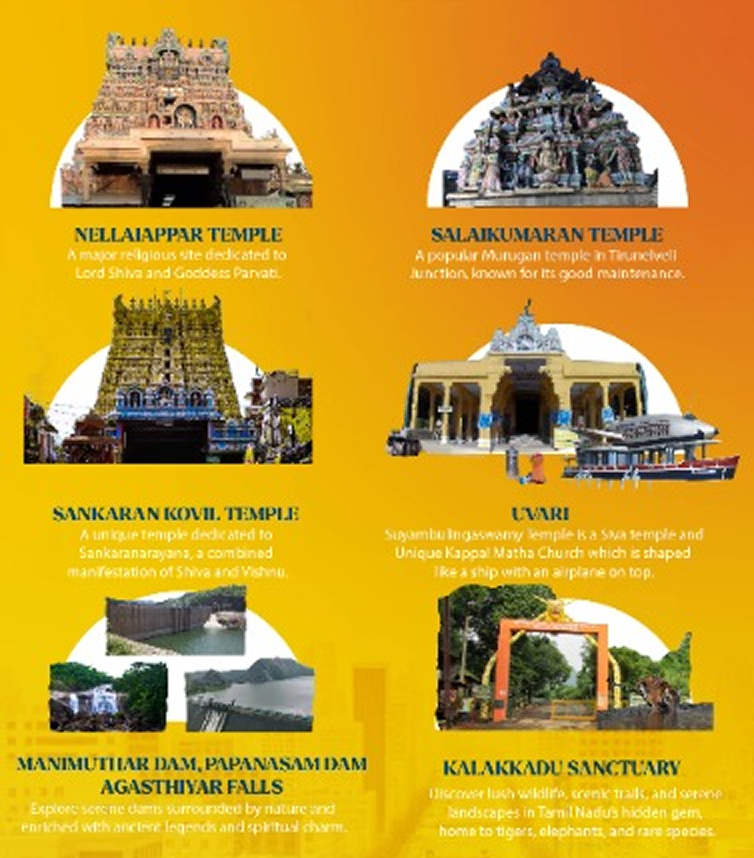 NELLAIAPPAR TEMPLE
A major religious site dedicated to
Lord Shiva and Goddess Parvati.
SALAIKUMARAN TEMPLE
A popular Murugan temple in Tirunelveli
Junction, known for its good maintenance.
SANKARAN KOVIL TEMPLE
A unique temple dedicated to
Sankaranarayana, a combined
manifestation of Shiva and Vishnu.
UVARI
Suyambulingaswamy Temple is a Siva temple and
Unique Kappal Matha Church which is shaped
like a ship with an airplane on top.
MANIMUTHAR DAM, PAPANASAM DAM
AGASTHIYAR FALLS
Explore serene dams surrounded by nature and
enriched with ancient legends and spiritual charm.
KALAKKADU SANCTUARY
Discover lush wildlife, scenic trails, and serene
landscapes in Tamil Nadu's hidden gem,
home to tigers, elephants, and rare species.